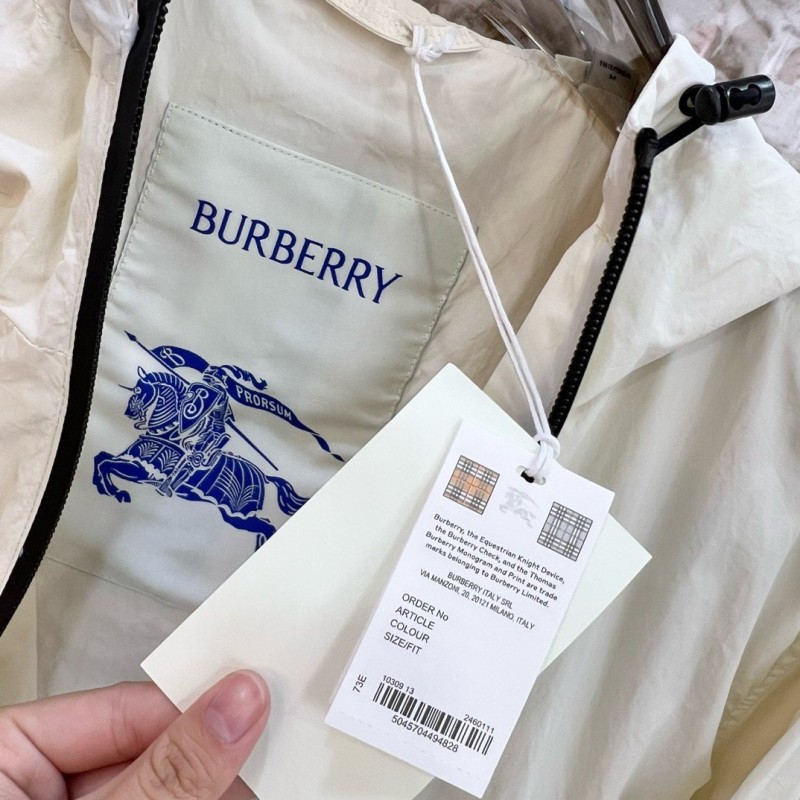 BURBERRY
PRORSUM
Burberry, the Equestrian Knight Device,
the Burberry Check, and the Thomas
Burberry Monogram and Print are trade
marks belonging to Burberry Limited.
BURBERRY ITALY SRL
VIA MANZONI, 20, 20121 MILANO, ITALY
ORDER No
ARTICLE
COLOUR
SIZE/FIT
73E
10309 13
2460111
5045704494828